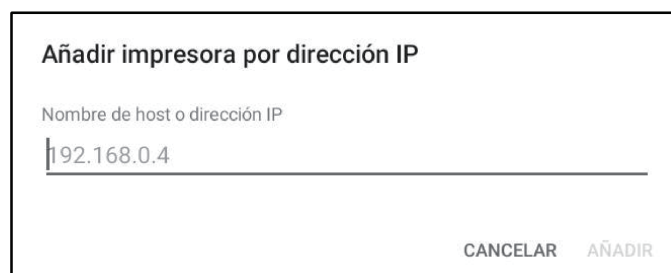 Añadir impresora por dirección IP
Nombre de host o dirección IP
192.168.0.4
CANCELAR AÑADIR